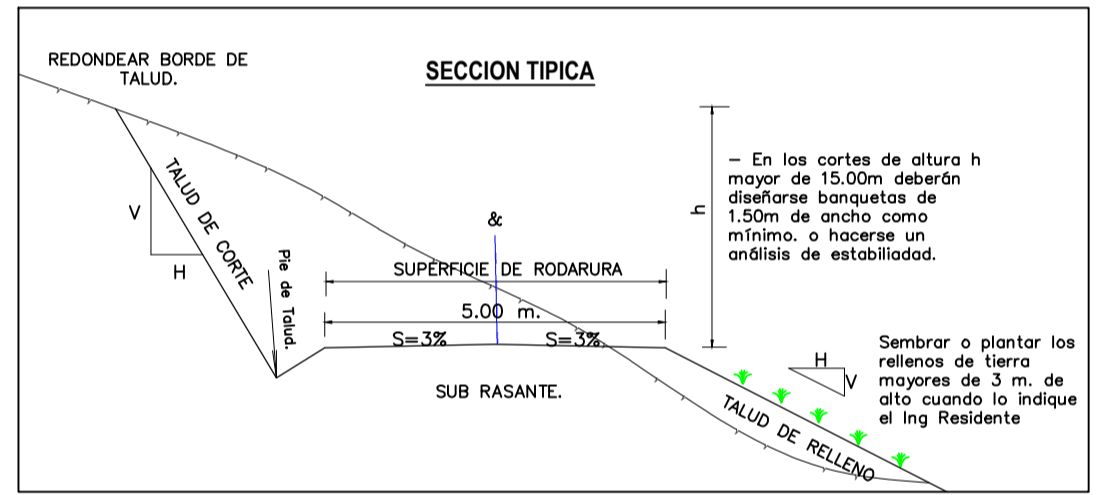 REDONDEAR BORDE DE
TALUD.
SECCION TIPICA
TALUD DE CORTE
V
H
Pie de Talud.
&
SUPERFICIE DE RODARURA
5.00 m.
S=3%
S=3%
SUB RASANTE.
h
– En los cortes de altura h
mayor de 15.00m deberán
diseñarse banquetas de
1.50m de ancho como
mínimo. o hacerse un
análisis de estabiliadad.
H
V
Sembrar o plantar los
rellenos de tierra
mayores de 3 m. de
alto cuando lo indique
el Ing Residente
TALUD DE RELLENO